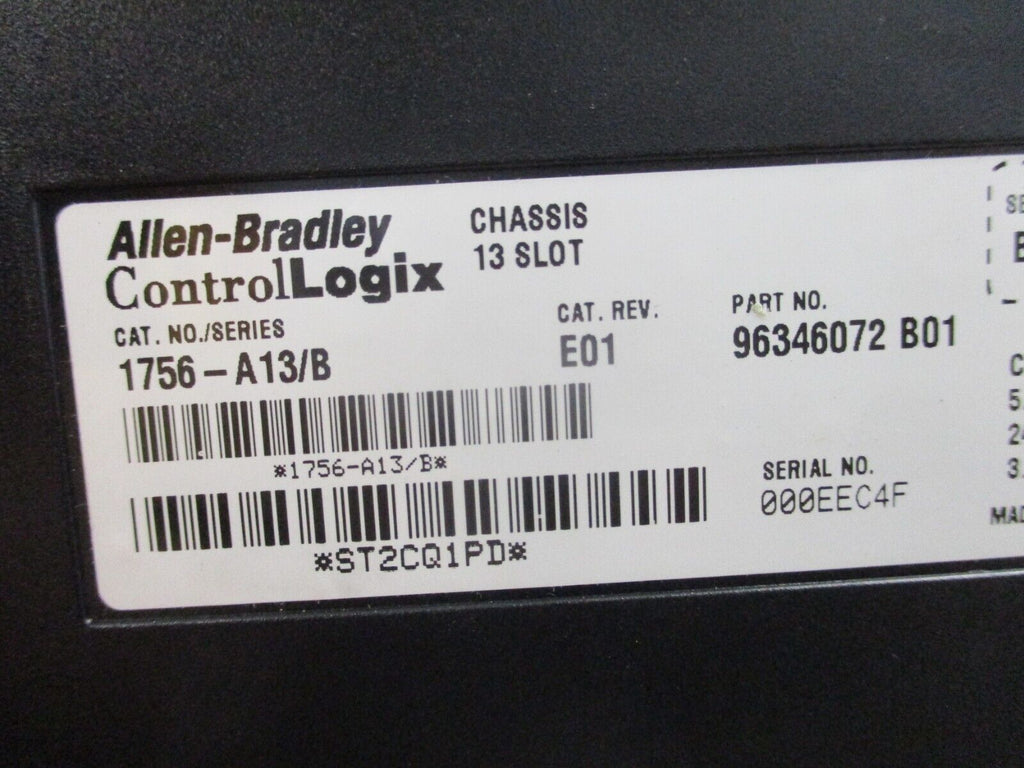 Allen-Bradley
ControlLogix
CHASSIS
13 SLOT
CAT. NO./SERIES
1756-A13/B
CAT. REV.
E01
PART NO.
96346072 B01
*1756-A13/B*
*ST2CQ1PD*
SERIAL NO.
000EEC4F